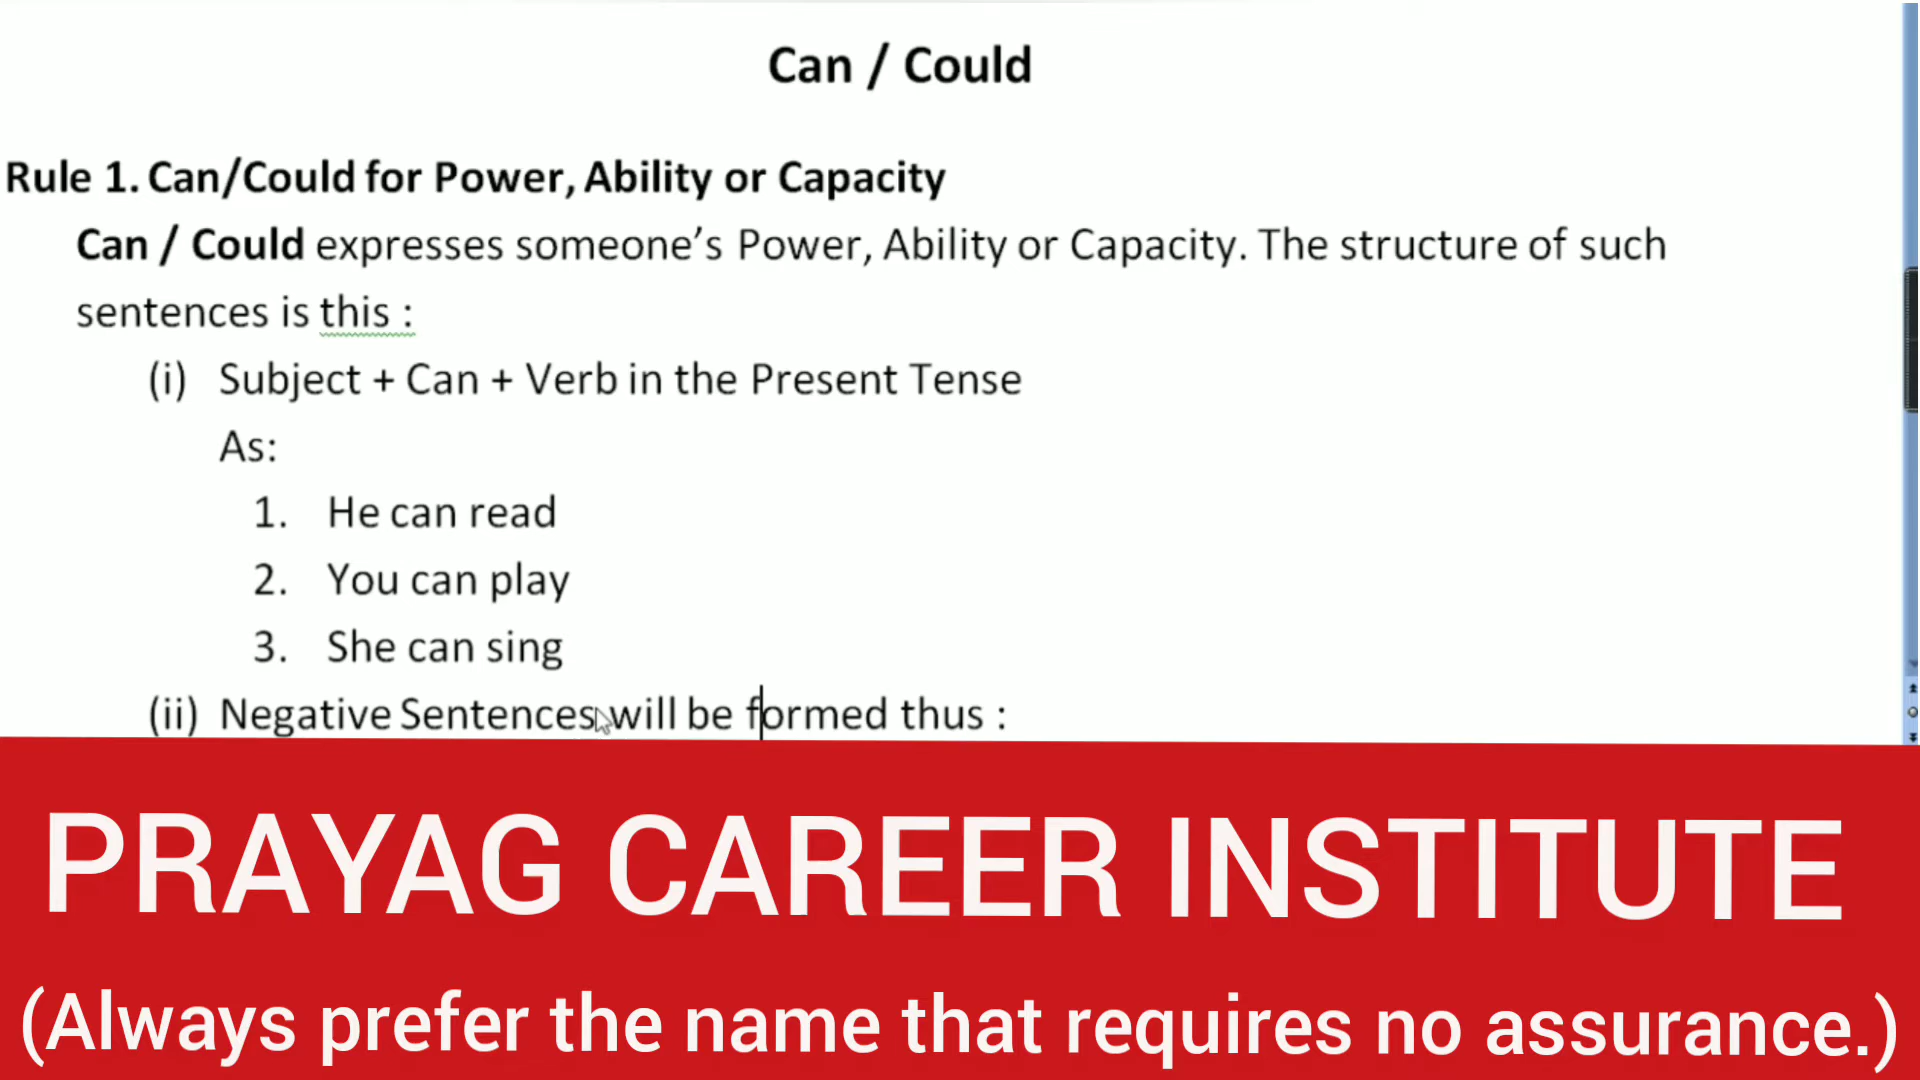 Can / Could
Rule 1. Can/Could for Power, Ability or Capacity
Can / Could expresses someone’s Power, Ability or Capacity. The structure of such
sentences is this :
(i) Subject + Can + Verb in the Present Tense
As:
1. He can read
2. You can play
3. She can sing
(ii) Negative Sentences will be formed thus :
PRAYAG CAREER INSTITUTE
(Always prefer the name that requires no assurance.)